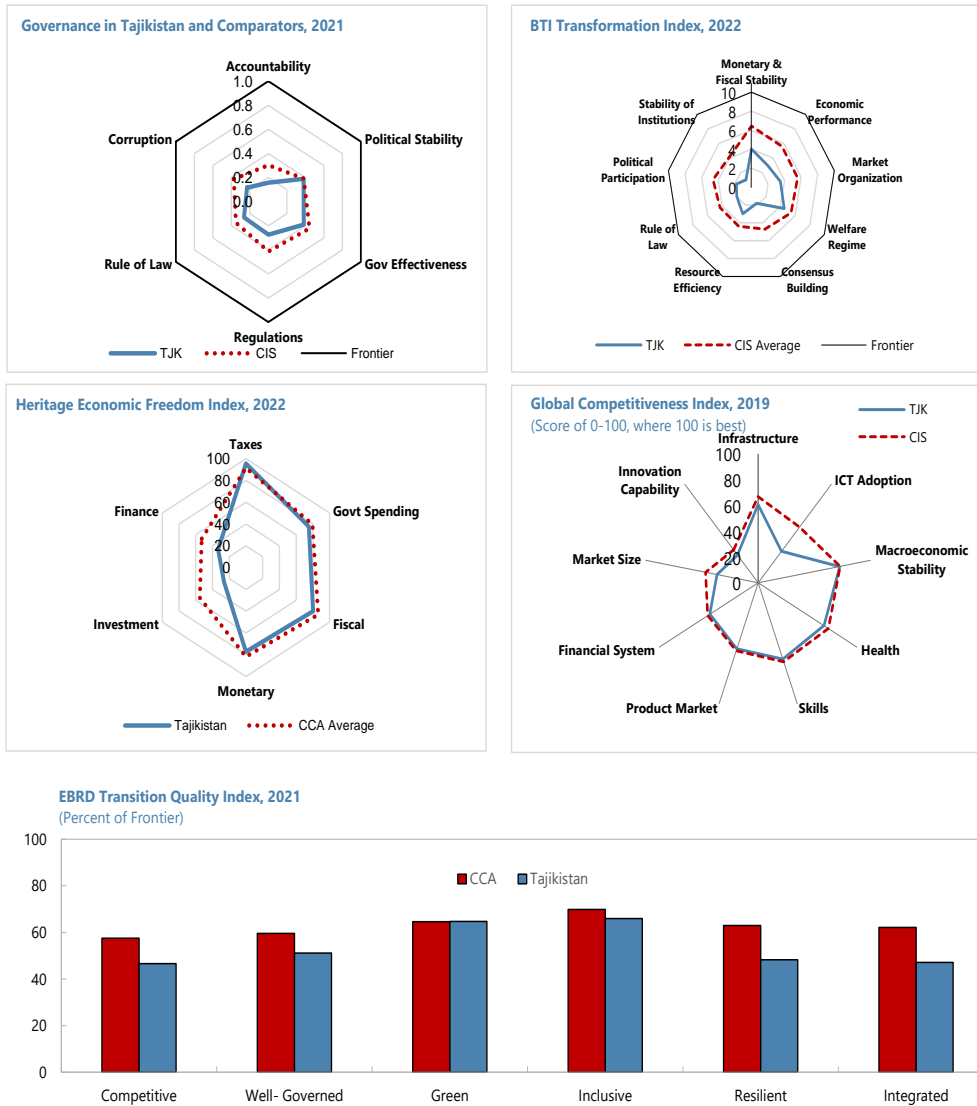 Governance in Tajikistan and Comparators, 2021
Accountability
1.0
0.8
0.6
0.4
0.2
0.0
Political Stability
Gov Effectiveness
Regulations
Rule of Law
Corruption
TJK
CIS
Frontier
BTI Transformation Index, 2022
Monetary &
Fiscal Stability
10
8
6
4
2
0
Economic
Performance
Market
Organization
Welfare
Regime
Consensus
Building
Resource
Efficiency
Rule of
Law
Political
Participation
Stability of
Institutions
TJK
CIS Average
Frontier
Heritage Economic Freedom Index, 2022
Taxes
100
80
60
40
20
0
Govt Spending
Fiscal
Monetary
Investment
Finance
Tajikistan
CCA Average
Global Competitiveness Index, 2019
(Score of 0-100, where 100 is best)
TJK
CIS
Infrastructure
100
80
60
40
20
0
ICT Adoption
Macroeconomic
Stability
Health
Skills
Product Market
Financial System
Market Size
Innovation
Capability
EBRD Transition Quality Index, 2021
(Percent of Frontier)
100
80
60
40
20
0
CCA
Tajikistan
Competitive
Well- Governed
Green
Inclusive
Resilient
Integrated